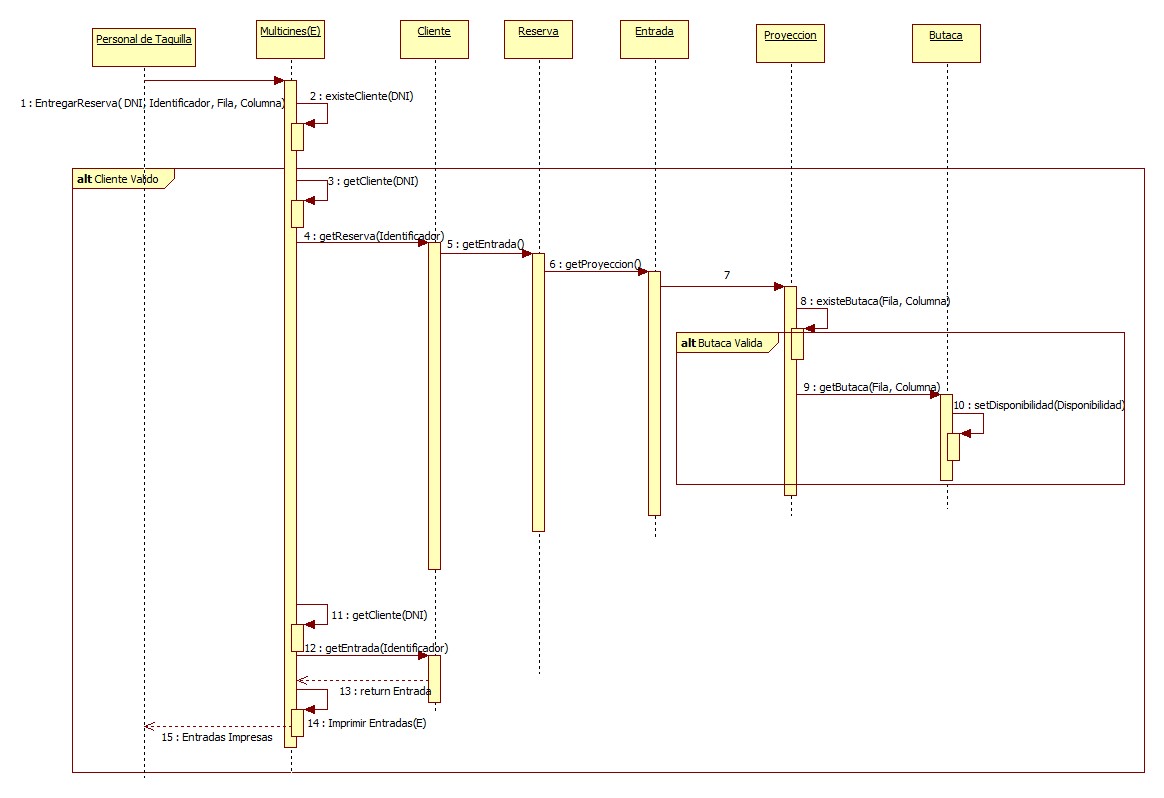 Personal de Taquilla
Multicines(E)
Cliente
Reserva
Entrada
Proyeccion
Butaca
1 : EntregarReserva( DNI, Identificador, Fila, Columna)
2 : existeCliente(DNI)
alt Cliente Valido
3 : getCliente(DNI)
4 : getReserva(Identificador)
5 : getEntrada()
6 : getProyeccion()
7
8 : existeButaca(Fila, Columna)
alt Butaca Valida
9 : getButaca(Fila, Columna)
10 : setDisponibilidad(Disponibilidad)
11 : getCliente(DNI)
12 : getEntrada(Identificador)
13 : return Entrada
14 : Imprimir Entradas(E)
15 : Entradas Impresas